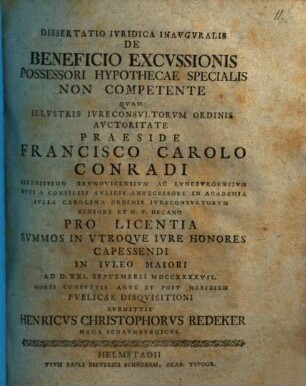 DISSERTATIO IVRIDICA INAVGVRALIS
DE
BENEFICIO EXCVSSIONIS
POSSESSORI HYPOTHECAE SPECIALIS
NON COMPETENTE
QVAM
ILLVSTRIS IVRECONSVLTORVM ORDINIS
AVCTORITATE
PRAESIDE
FRANCISCO CAROLO
CONRADI
SERENISSIMO BRVNOVICENSIVM AC LVNEBVRGENSIVM
DVCI A CONSILIIS AVLICIS ANTECESSORE IN ACADEMIA
IVLIA CAROLINA ORDINIS IVRECONSVLTORVM
SENIORE ET H. T. DECANO
PRO LICENTIA
SVMMOS IN VTROQVE IVRE HONORES
CAPESSENDI
IN IVLEO MAIORI
AD D. XXI. SEPTEMBRIS MDCCXXXXVII.
HORIS CONSVETIS ANTE ET POST MERIDIEM
PVBLICAE DISQVISITIONI
SVBMITTIT
HENRICVS CHRISTOPHORVS REDEKER
HAGA SCHAVMBVRGICVS.
HELMSTADII
TYPIS PAVLI DIETERICI SCHNORRII, ACAD. TYPOGR.